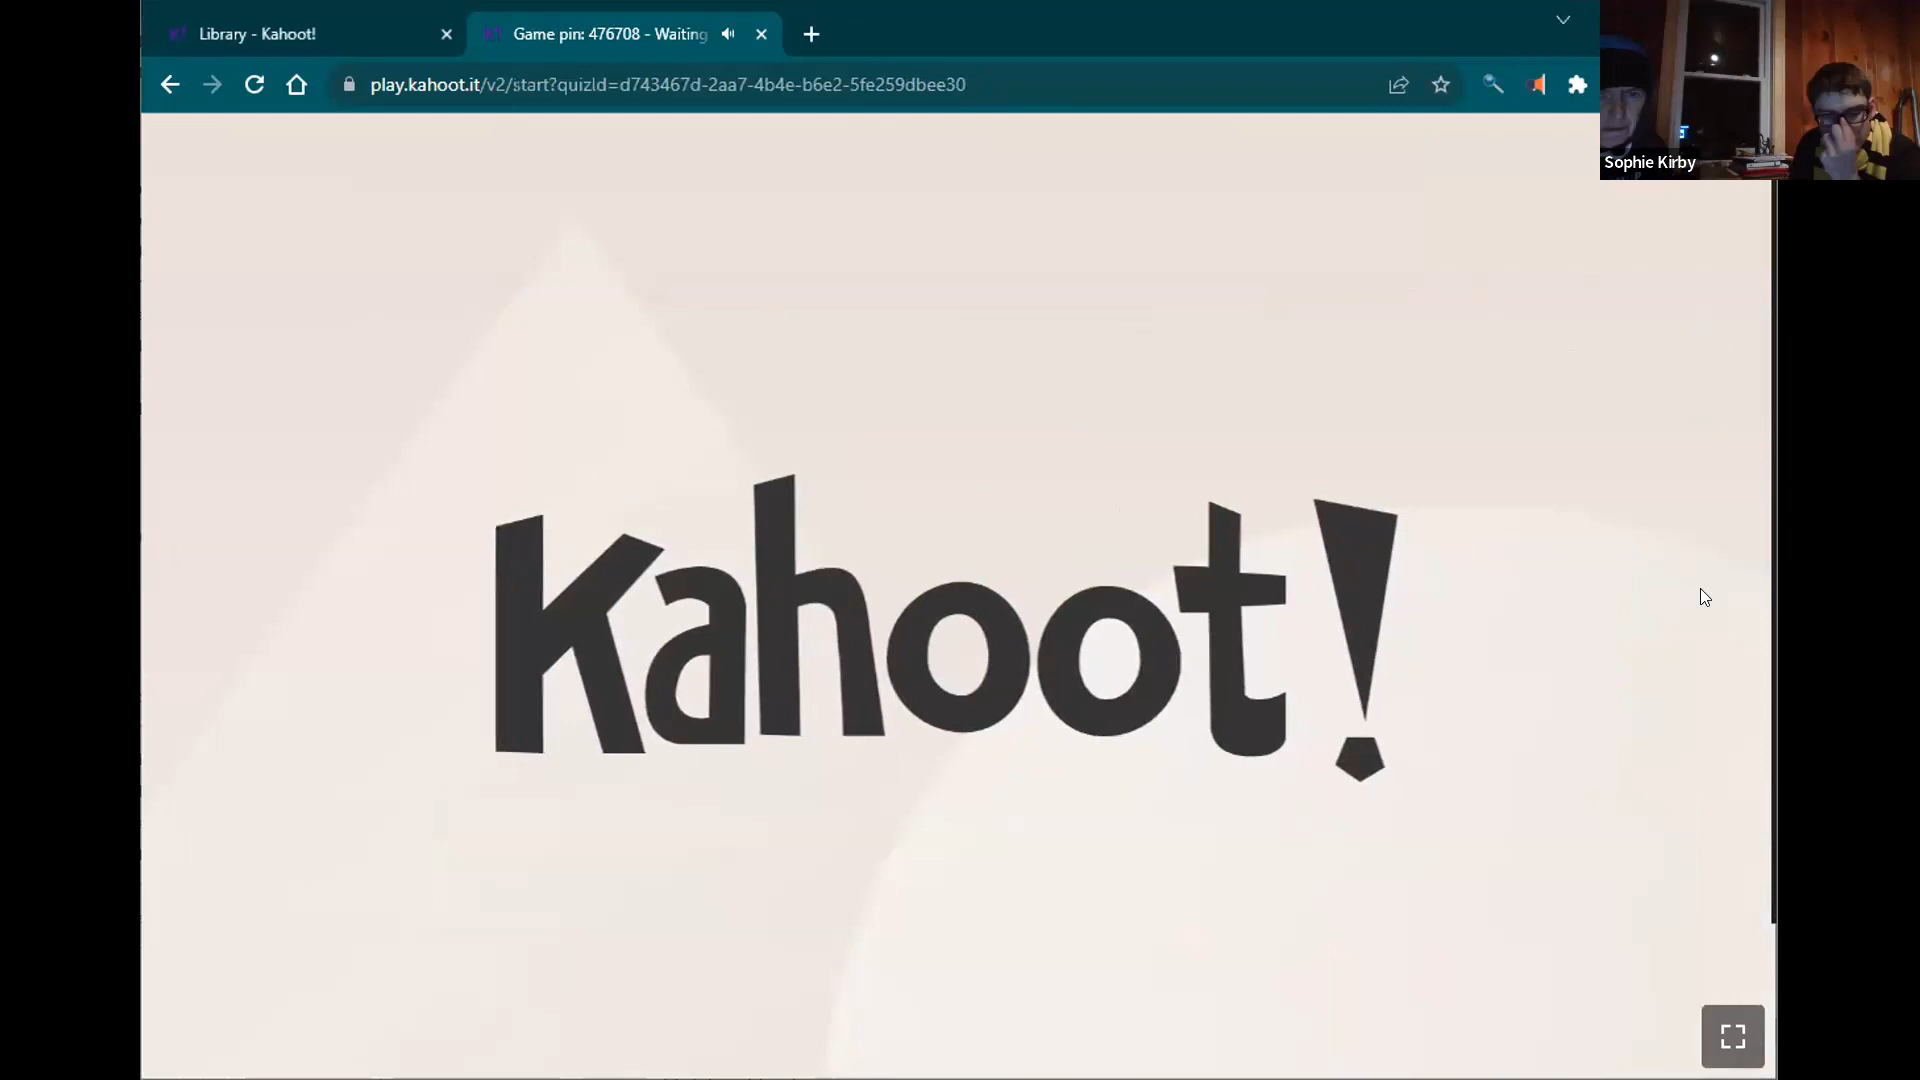 Library - Kahoot!
Game pin: 476708 - Waiting
play.kahoot.it/v2/start?quizId=d743467d-2aa7-4b4e-b6e2-5fe259dbee30
Sophie Kirby
Kahoot!